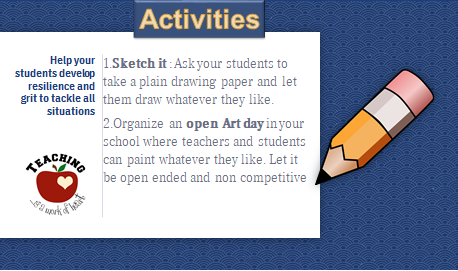 Activities
Help your
students develop
resilience and
grit to tackle all
situations
TEACHING
is a work of heart
1.Sketch it : Ask your students to
take a plain drawing paper and let
them draw whatever they like.
2.Organize an open Art day in your
school where teachers and students
can paint whatever they like. Let it
be open ended and non competitive